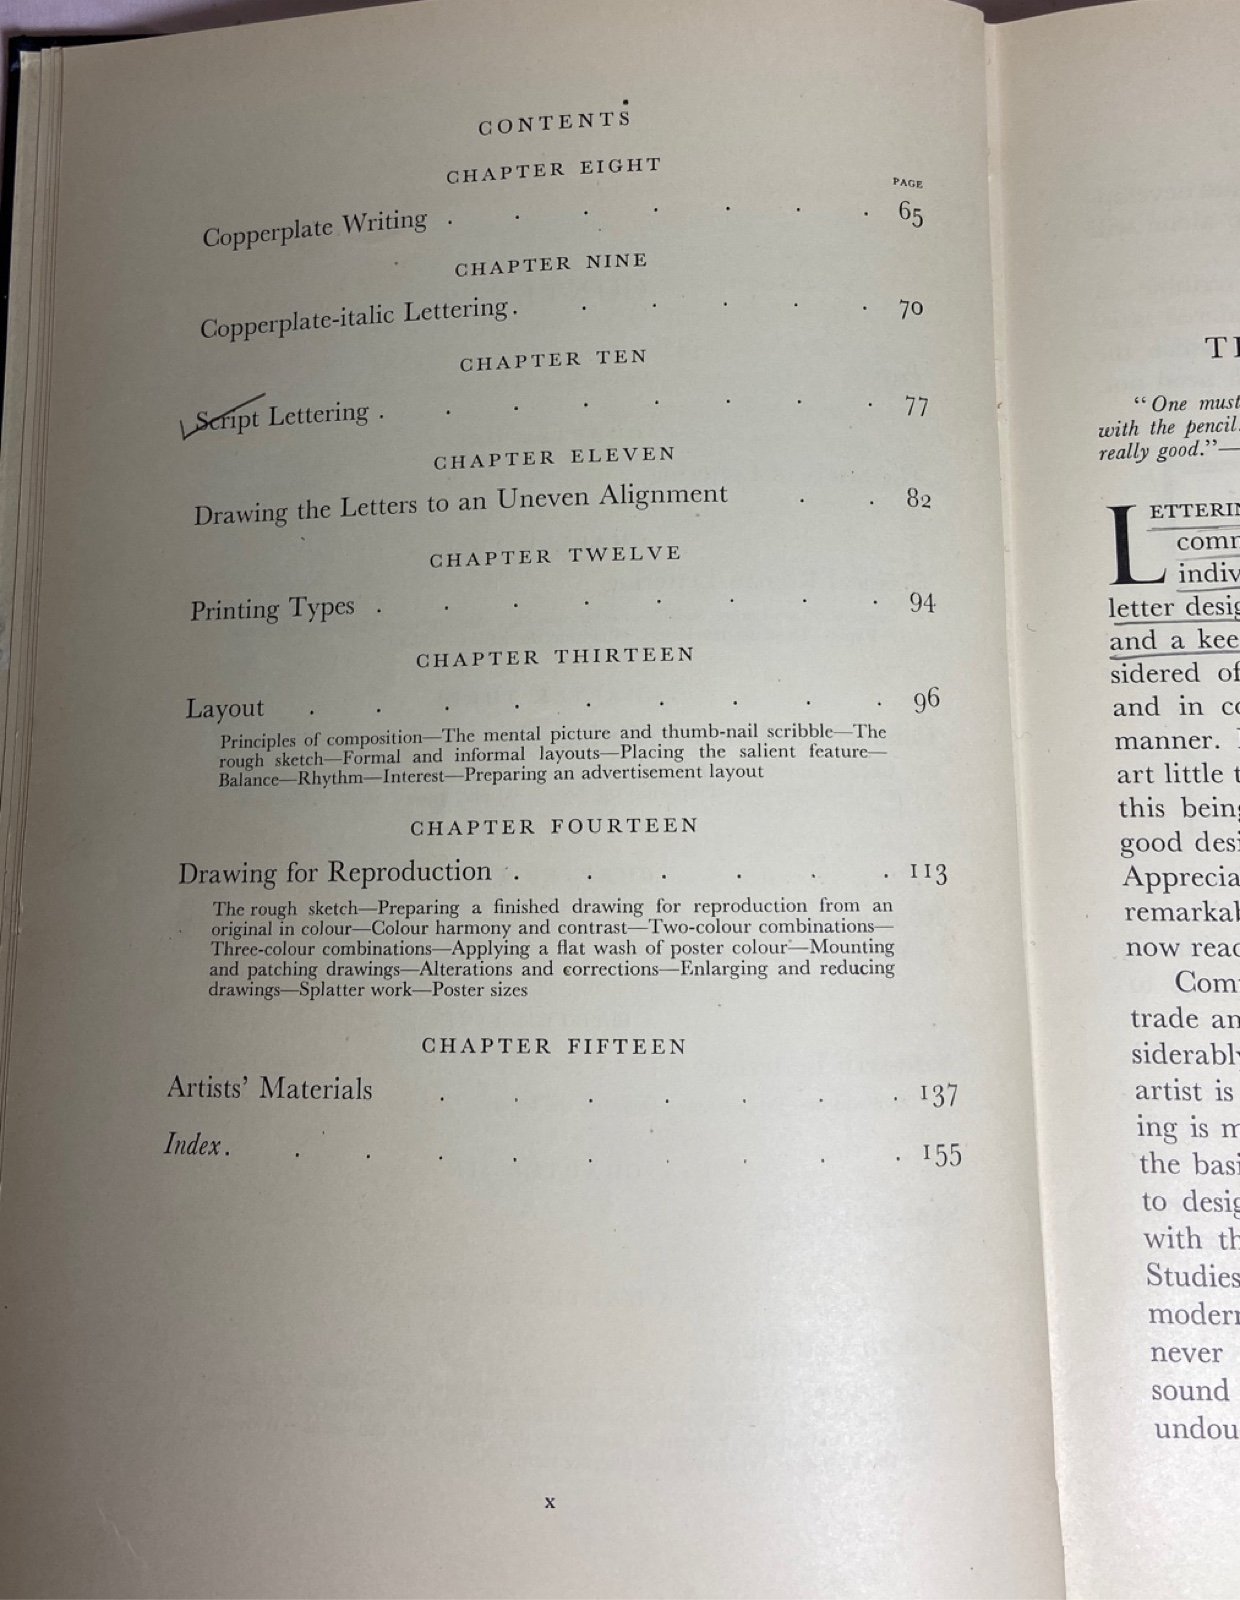 CONTENTS
CHAPTER EIGHT
PAGE
Copperplate Writing . . . . . . . 65
CHAPTER NINE
Copperplate-italic Lettering . . . . . . 70
CHAPTER TEN
Script Lettering . . . . . . . . 77
CHAPTER ELEVEN
Drawing the Letters to an Uneven Alignment . . 82
CHAPTER TWELVE
Printing Types . . . . . . . . 94
CHAPTER THIRTEEN
Layout . . . . . . . . . 96
Principles of composition—The mental picture and thumb-nail scribble—The
rough sketch—Formal and informal layouts—Placing the salient feature—
Balance—Rhythm—Interest—Preparing an advertisement layout
CHAPTER FOURTEEN
Drawing for Reproduction . . . . . . 113
The rough sketch—Preparing a finished drawing for reproduction from an
original in colour—Colour harmony and contrast—Two-colour combinations—
Three-colour combinations—Applying a flat wash of poster colour—Mounting
and patching drawings—Alterations and corrections—Enlarging and reducing
drawings—Splatter work—Poster sizes
CHAPTER FIFTEEN
Artists' Materials . . . . . . . 137
Index . . . . . . . . . . 155
x
"One must
with the pencil.
really good."—
LETTERIN
comm
indiv
letter desig
and a kee
sidered of
and in co
manner.
art little t
this being
good desi
Apprecia
remarkab
now read
Com
trade an
siderably
artist is
ing is m
the basi
to desig
with th
Studies
modern
never
sound
undou